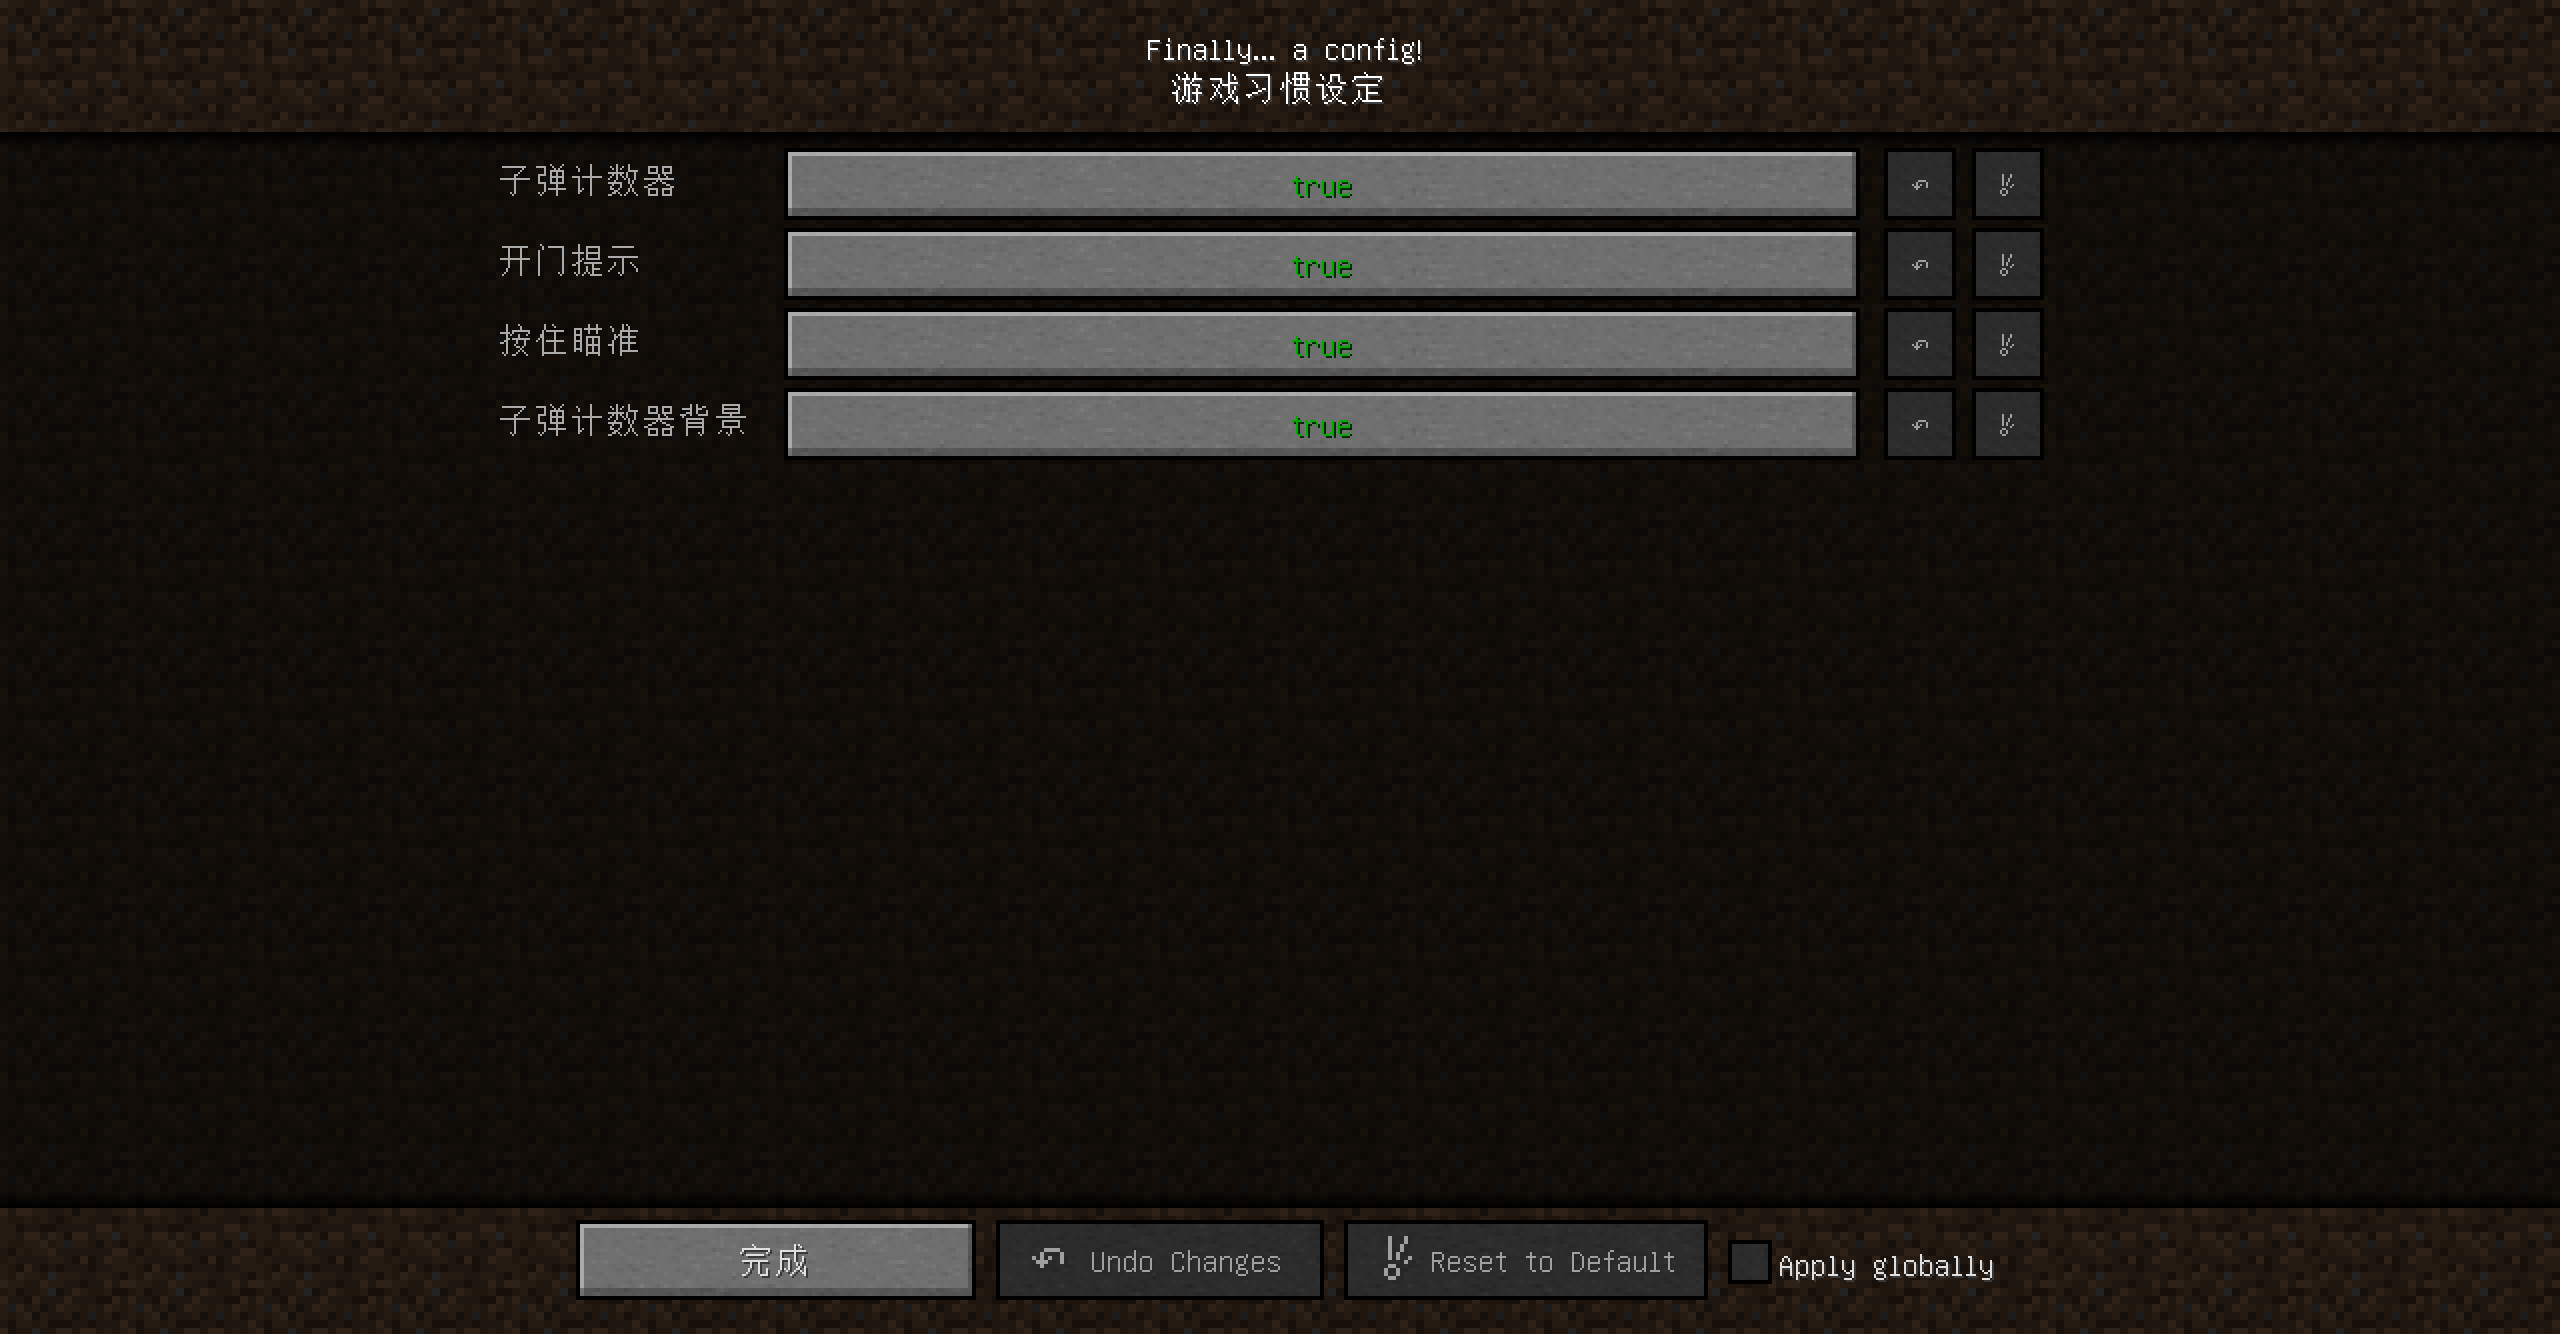 Finally... a config!
游戏习惯设定
子弹计数器 true
开门提示 true
按住瞄准 true
子弹计数器背景 true
完成 Undo Changes Reset to Default Apply globally